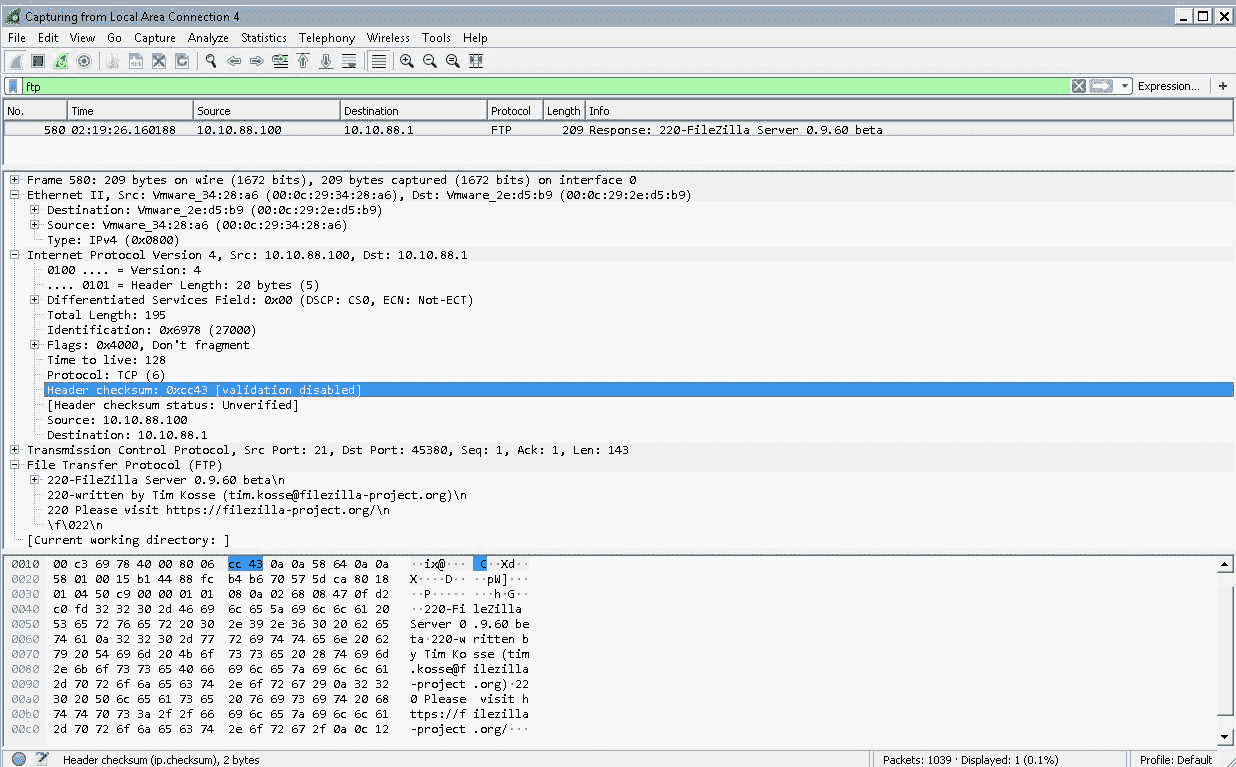 Capturing from Local Area Connection 4
File Edit View Go Capture Analyze Statistics Telephony Wireless Tools Help
ftp Expression... +
No. Time Source Destination Protocol Length Info
580 02:19:26.160188 10.10.88.100 10.10.88.1 FTP 209 Response: 220-FileZilla Server 0.9.60 beta
Frame 580: 209 bytes on wire (1672 bits), 209 bytes captured (1672 bits) on interface 0
Ethernet II, Src: Vmware_34:28:a6 (00:0c:29:34:28:a6), Dst: Vmware_2e:d5:b9 (00:0c:29:2e:d5:b9)
Destination: Vmware_2e:d5:b9 (00:0c:29:2e:d5:b9)
Source: Vmware_34:28:a6 (00:0c:29:34:28:a6)
Type: IPv4 (0x0800)
Internet Protocol Version 4, Src: 10.10.88.100, Dst: 10.10.88.1
0100 .... = Version: 4
.... 0101 = Header Length: 20 bytes (5)
Differentiated Services Field: 0x00 (DSCP: CS0, ECN: Not-ECT)
Total Length: 195
Identification: 0x6978 (27000)
Flags: 0x4000, Don't fragment
Time to live: 128
Protocol: TCP (6)
Header checksum: 0xcc43 [validation disabled]
[Header checksum status: Unverified]
Source: 10.10.88.100
Destination: 10.10.88.1
Transmission Control Protocol, Src Port: 21, Dst Port: 45380, Seq: 1, Ack: 1, Len: 143
File Transfer Protocol (FTP)
220-FileZilla Server 0.9.60 beta\n
220-written by Tim Kosse (tim.kosse@filezilla-project.org)\n
220 Please visit https://filezilla-project.org/\n
\f\022\n
[Current working directory: ]
0010 00 c3 69 78 40 00 80 06 cc 43 0a 0a 58 64 0a 0a ··ix@··· ·C··Xd··
0020 58 01 00 15 b1 44 88 fc b4 b6 70 57 5d ca 80 18 X····D·· ··pW]···
0030 01 04 50 c9 00 00 01 01 08 0a 02 68 08 47 0f d2 ··P····· ···h·G··
0040 c0 fd 32 32 30 2d 46 69 6c 65 5a 69 6c 6c 61 20 ··220-Fi leZilla
0050 53 65 72 76 65 72 20 30 2e 39 2e 36 30 20 62 65 Server 0 .9.60 be
0060 74 61 0a 32 32 30 2d 77 72 69 74 74 65 6e 20 62 ta·220-w ritten b
0070 79 20 54 69 6d 20 4b 6f 73 73 65 20 28 74 69 6d y Tim Ko sse (tim
0080 2e 6b 6f 73 73 65 40 66 69 6c 65 7a 69 6c 6c 61 .kosse@f ilezilla
0090 2d 70 72 6f 6a 65 63 74 2e 6f 72 67 29 0a 32 32 -project .org)·22
00a0 30 20 50 6c 65 61 73 65 20 76 69 73 69 74 20 68 0 Please visit h
00b0 74 74 70 73 3a 2f 2f 66 69 6c 65 7a 69 6c 6c 61 ttps://f ilezilla
00c0 2d 70 72 6f 6a 65 63 74 2e 6f 72 67 2f 0a 0c 12 -project .org/···
Header checksum (ip.checksum), 2 bytes Packets: 1039 · Displayed: 1 (0.1%) Profile: Default